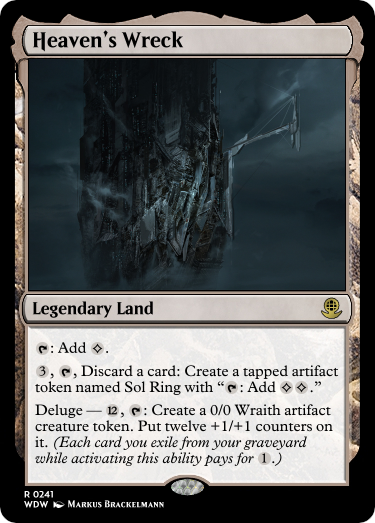 Heaven's Wreck
Legendary Land
T: Add C.
3, T, Discard a card: Create a tapped artifact
token named Sol Ring with “T: Add C C.”
Deluge — 12, T: Create a 0/0 Wraith artifact
creature token. Put twelve +1/+1 counters on
it. (Each card you exile from your graveyard
while activating this ability pays for 1.)
R 0241
WDW Markus Brackelmann